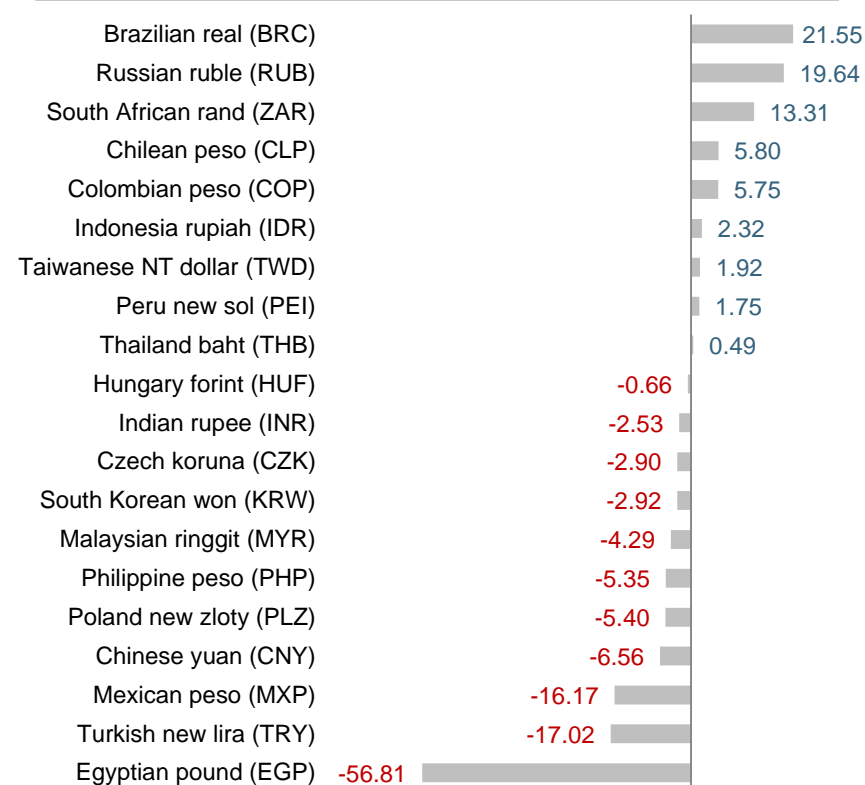 Brazilian real (BRC) 21.55
Russian ruble (RUB) 19.64
South African rand (ZAR) 13.31
Chilean peso (CLP) 5.80
Colombian peso (COP) 5.75
Indonesia rupiah (IDR) 2.32
Taiwanese NT dollar (TWD) 1.92
Peru new sol (PEI) 1.75
Thailand baht (THB) 0.49
Hungary forint (HUF) -0.66
Indian rupee (INR) -2.53
Czech koruna (CZK) -2.90
South Korean won (KRW) -2.92
Malaysian ringgit (MYR) -4.29
Philippine peso (PHP) -5.35
Poland new zloty (PLZ) -5.40
Chinese yuan (CNY) -6.56
Mexican peso (MXP) -16.17
Turkish new lira (TRY) -17.02
Egyptian pound (EGP) -56.81